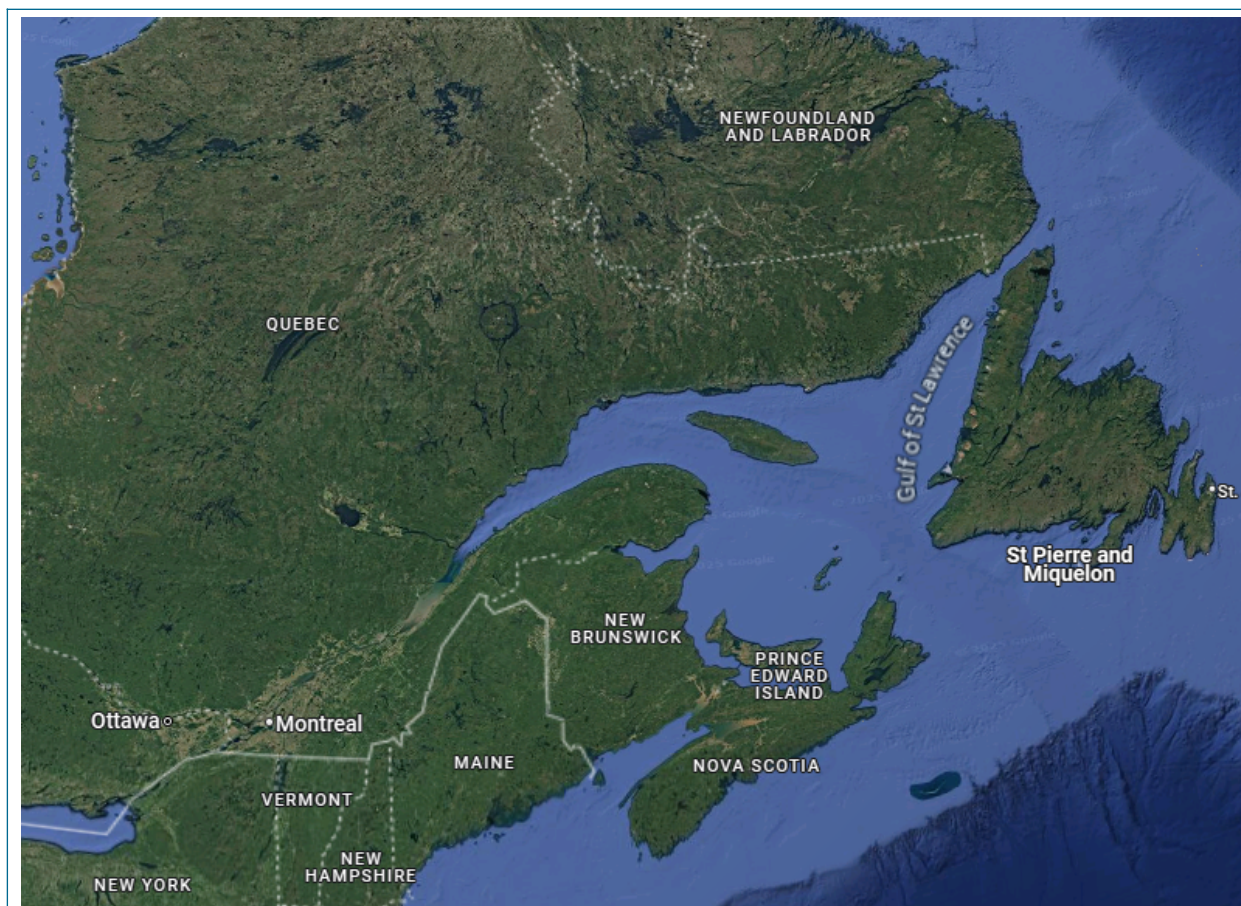 NEWFOUNDLAND
AND LABRADOR
QUEBEC
Gulf of St Lawrence
St.
St Pierre and
Miquelon
NEW
BRUNSWICK
PRINCE
EDWARD
ISLAND
Ottawa
Montreal
MAINE
NOVA SCOTIA
VERMONT
NEW
HAMPSHIRE
NEW YORK